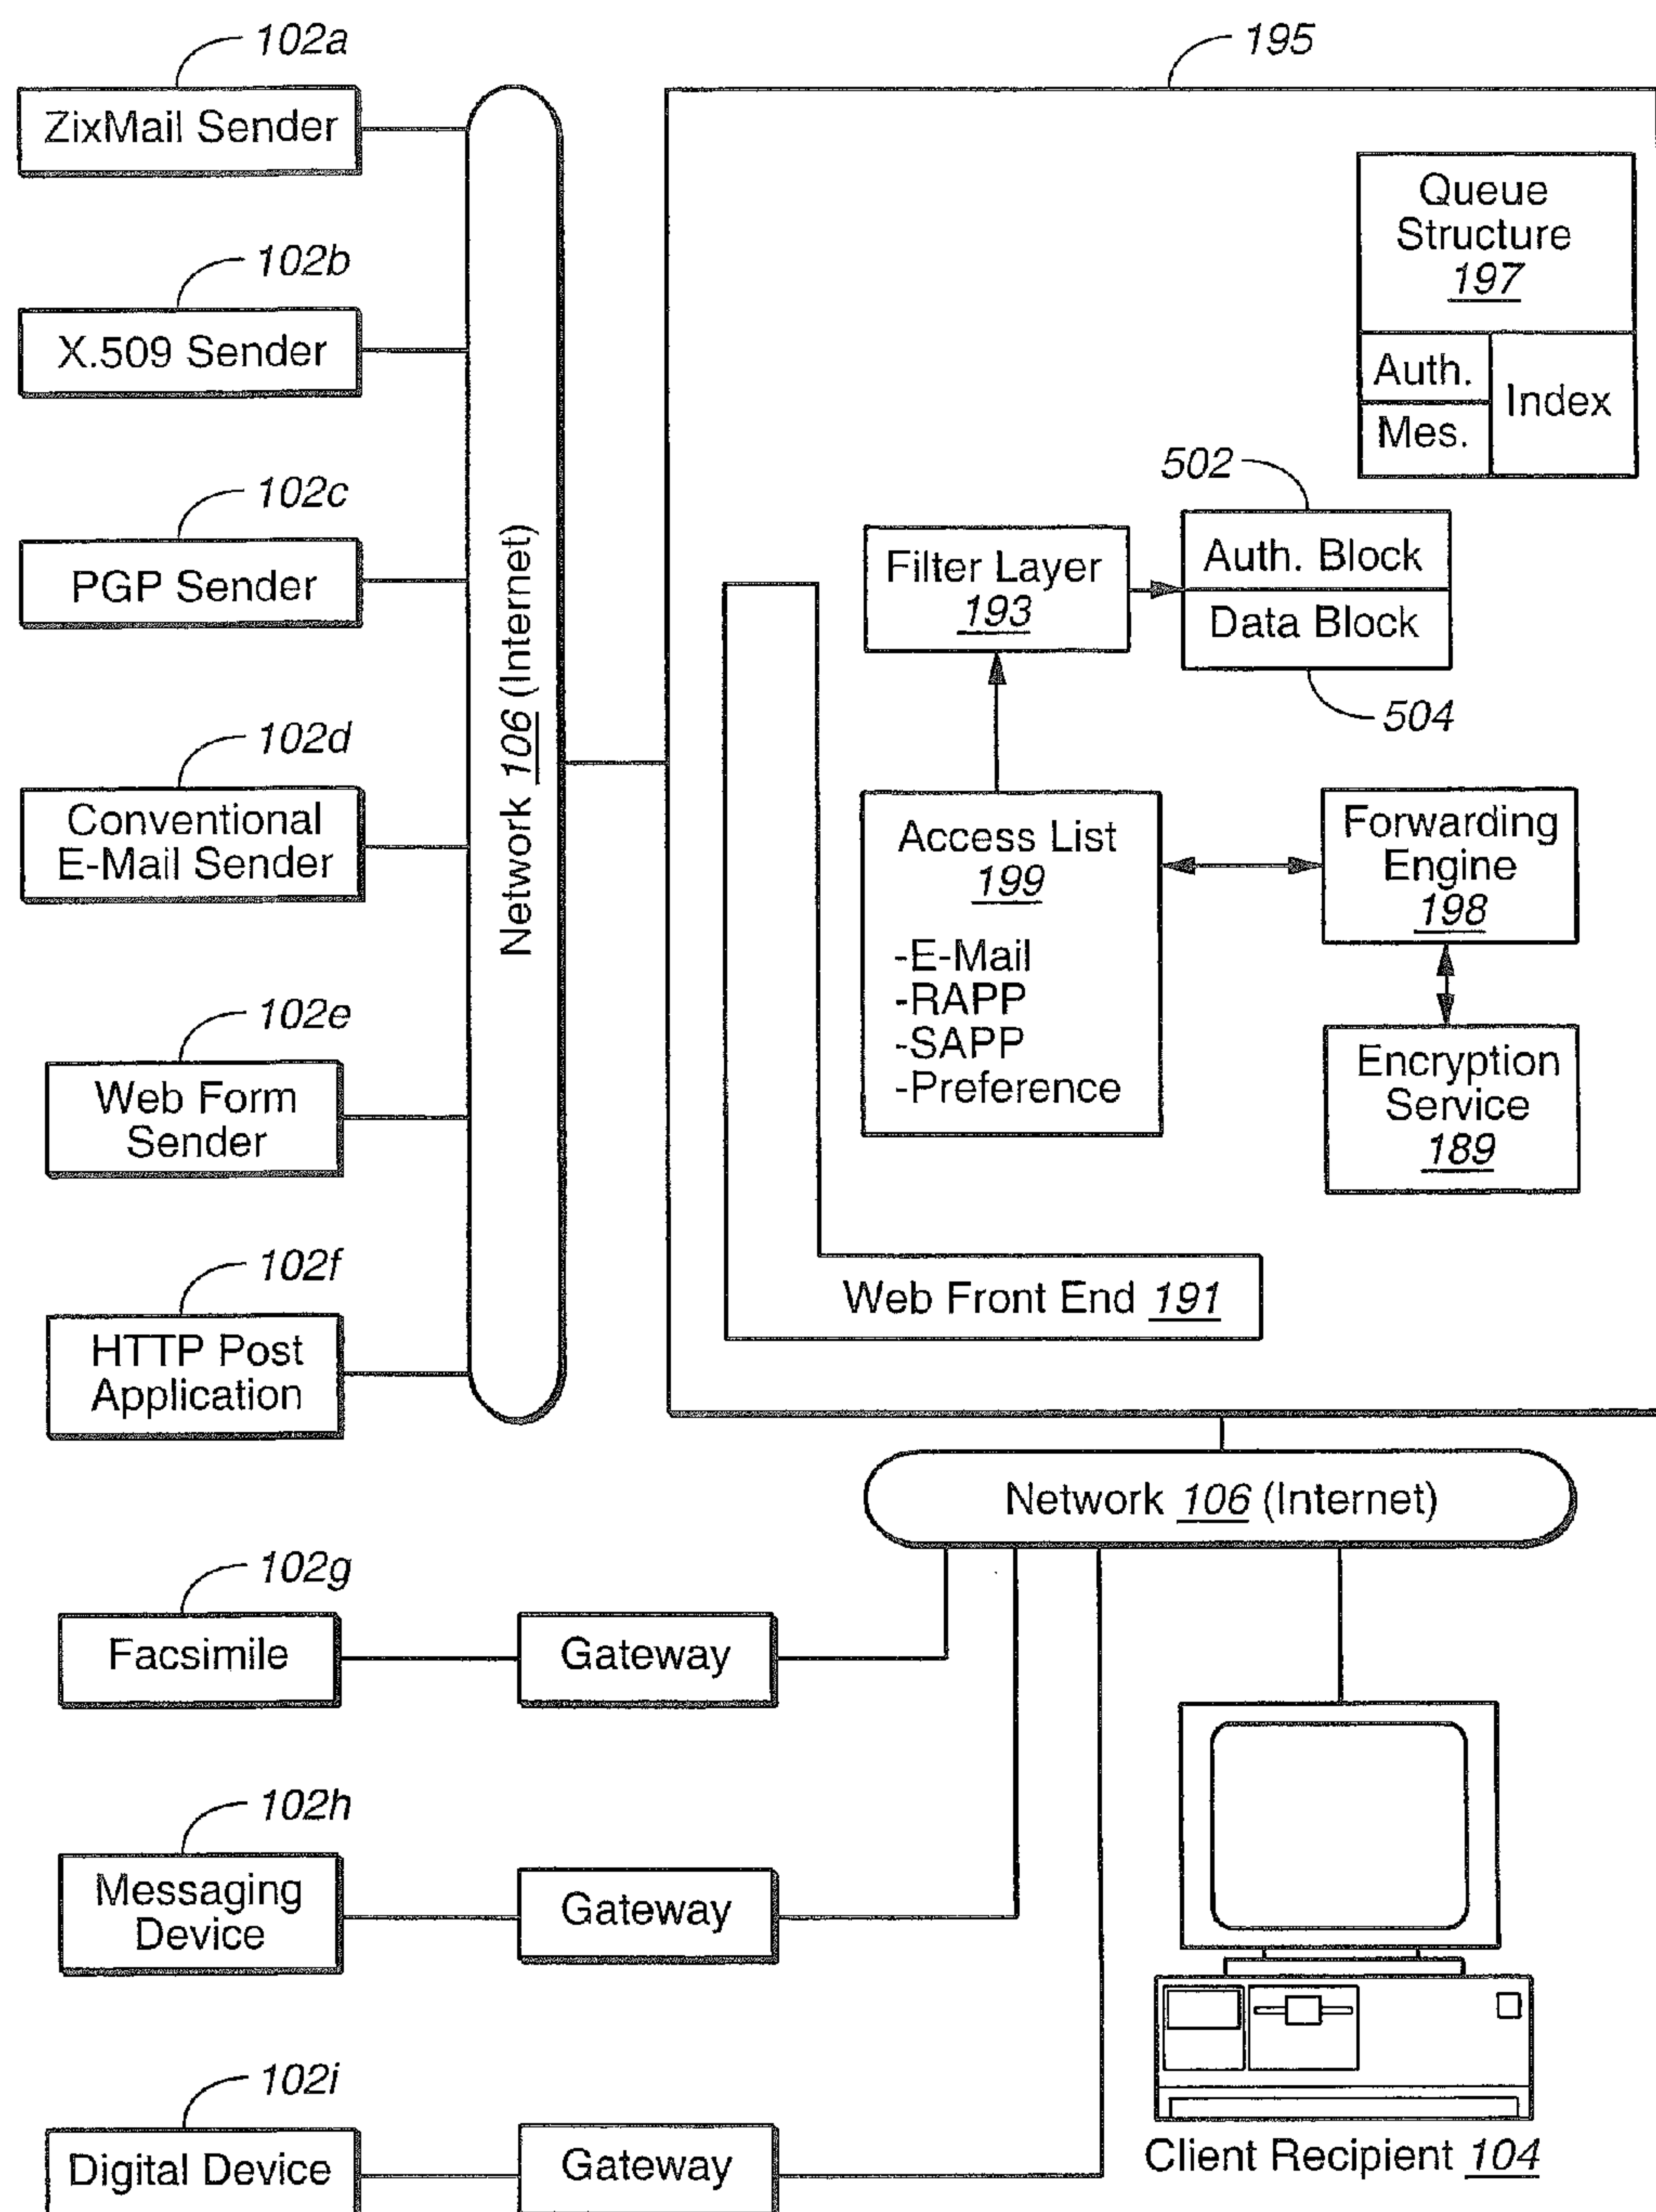 102a
ZixMail Sender
102b
X.509 Sender
102c
PGP Sender
102d
Conventional
E-Mail Sender
102e
Web Form
Sender
102f
HTTP Post
Application
Network 106 (Internet)
195
Queue
Structure
197
Auth.
Mes.
Index
502
Filter Layer
193
Auth. Block
Data Block
504
Access List
199
-E-Mail
-RAPP
-SAPP
-Preference
Forwarding
Engine
198
Encryption
Service
189
Web Front End 191
Network 106 (Internet)
102g
Facsimile
Gateway
102h
Messaging
Device
Gateway
102i
Digital Device
Gateway
Client Recipient 104